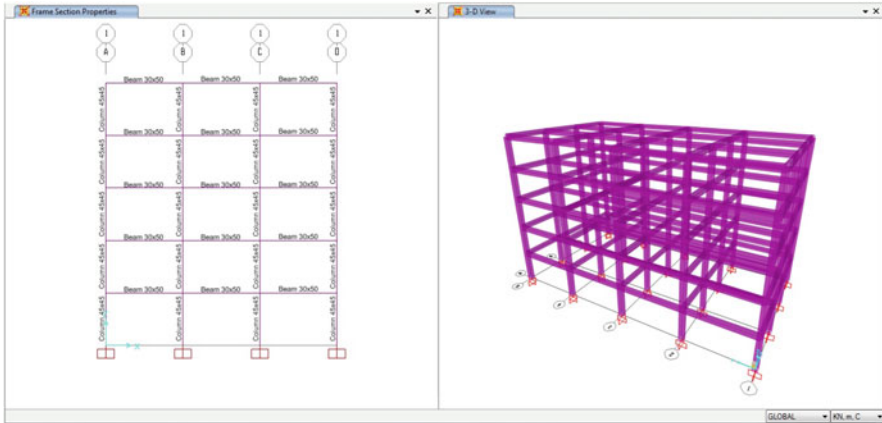 Frame Section Properties
3-D View
1 1 1 1
A B C D
Beam 30x50 Beam 30x50 Beam 30x50
Column 45x45 Column 45x45 Column 45x45 Column 45x45
Beam 30x50 Beam 30x50 Beam 30x50
Column 45x45 Column 45x45 Column 45x45 Column 45x45
Beam 30x50 Beam 30x50 Beam 30x50
Column 45x45 Column 45x45 Column 45x45 Column 45x45
Beam 30x50 Beam 30x50 Beam 30x50
Column 45x45 Column 45x45 Column 45x45 Column 45x45
Beam 30x50 Beam 30x50 Beam 30x50
Column 45x45 Column 45x45 Column 45x45 Column 45x45
X
GLOBAL
KN, m, C